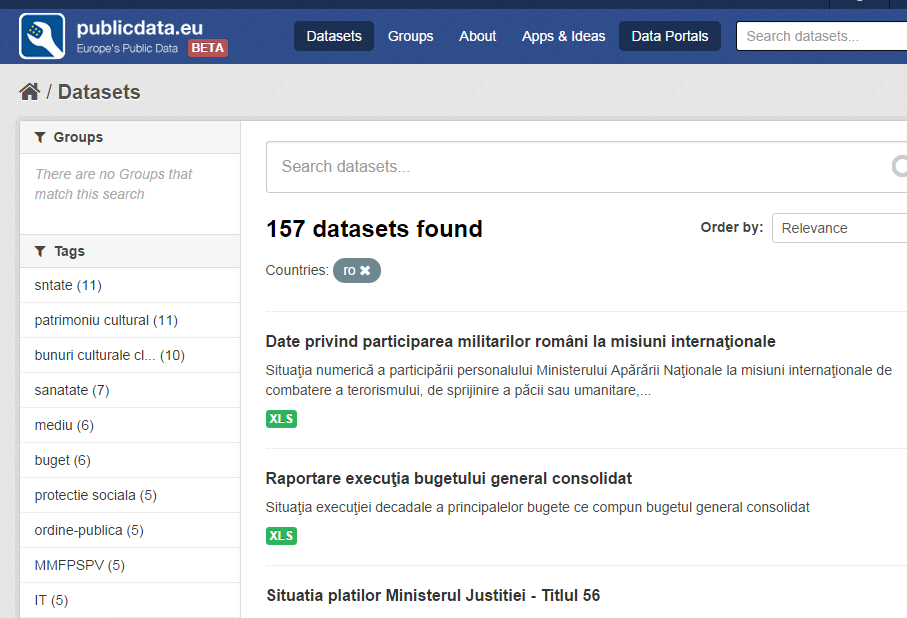 publicdata.eu
Europe's Public Data BETA
Datasets Groups About Apps & Ideas Data Portals Search datasets...
/ Datasets
Groups
There are no Groups that
match this search
Tags
sntate (11)
patrimoniu cultural (11)
bunuri culturale cl... (10)
sanatate (7)
mediu (6)
buget (6)
protectie sociala (5)
ordine-publica (5)
MMFPSPV (5)
IT (5)
Search datasets...
157 datasets found
Order by: Relevance
Countries: ro ✖
Date privind participarea militarilor români la misiuni internaţionale
Situaţia numerică a participării personalului Ministerului Apărării Naţionale la misiuni internaţionale de
combatere a terorismului, de sprijinire a păcii sau umanitare,...
XLS
Raportare execuţia bugetului general consolidat
Situaţia execuţiei decadale a principalelor bugete ce compun bugetul general consolidat
XLS
Situatia platilor Ministerul Justitiei - Titlul 56